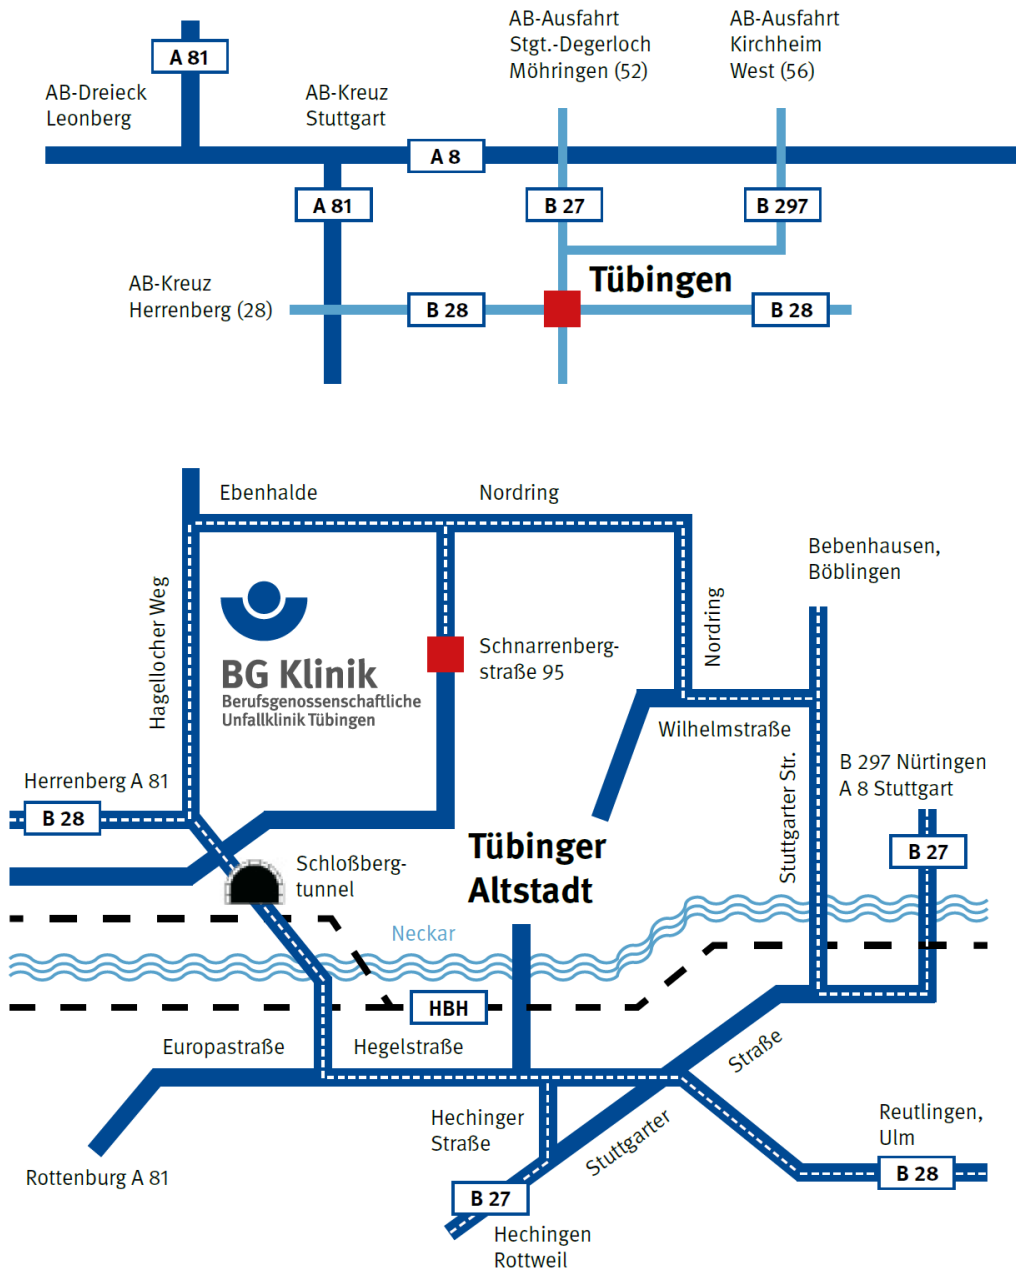 AB-Ausfahrt
Stgt.-Degerloch
Möhringen (52)
AB-Ausfahrt
Kirchheim
West (56)
A 81
AB-Dreieck
Leonberg
AB-Kreuz
Stuttgart
A 8
A 81
B 27
B 297
Tübingen
AB-Kreuz
Herrenberg (28)
B 28
B 28
Ebenhalde
Nordring
Bebenhausen,
Böblingen
Hagellocher Weg
Nordring
BG Klinik
Berufsgenossenschaftliche
Unfallklinik Tübingen
Schnarrenberg-
straße 95
Wilhelmstraße
Stuttgarter Str.
B 297 Nürtingen
A 8 Stuttgart
Herrenberg A 81
B 28
B 27
Tübinger
Altstadt
Schloßberg-
tunnel
Neckar
HBH
Europastraße
Hegelstraße
Straße
Stuttgarter
Hechinger
Straße
Reutlingen,
Ulm
Rottenburg A 81
B 28
B 27
Hechingen
Rottweil